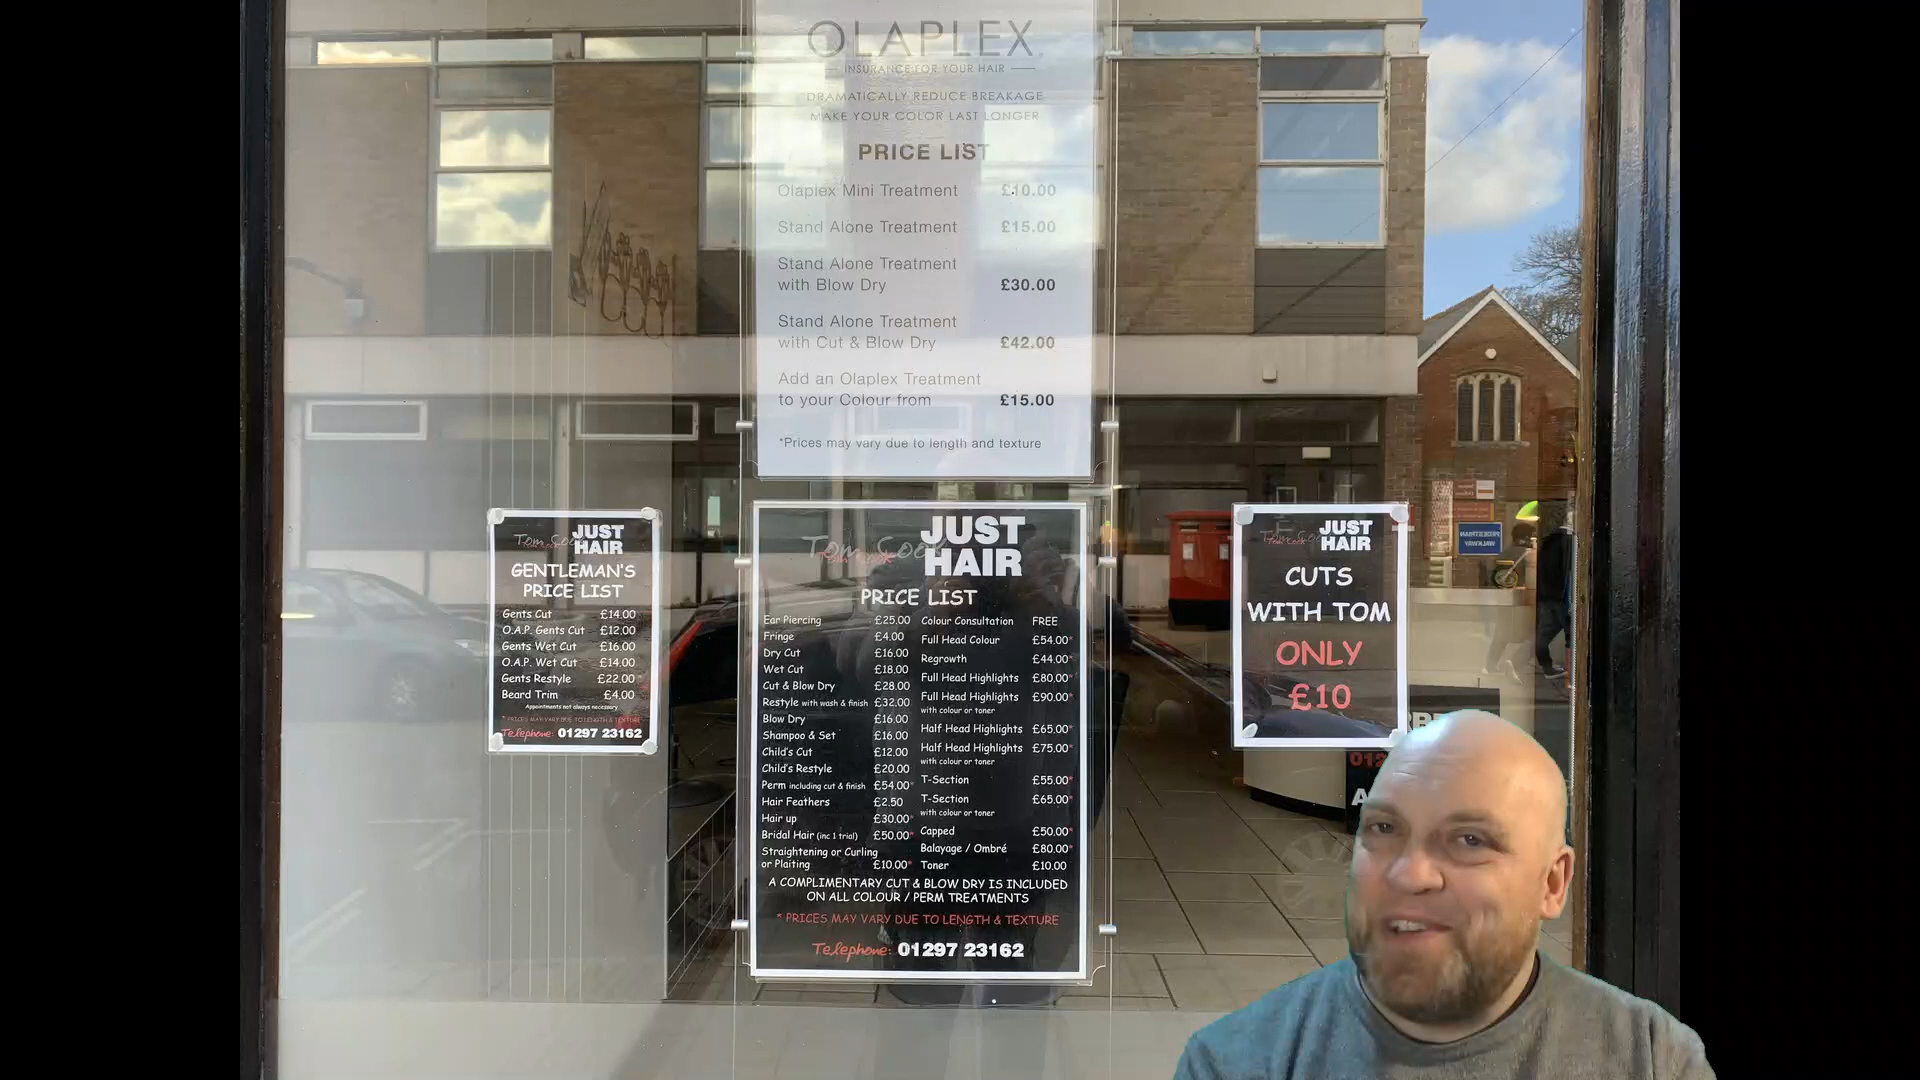 OLAPLEX
INSURANCE FOR YOUR HAIR
DRAMATICALLY REDUCE BREAKAGE
MAKE YOUR COLOR LAST LONGER
PRICE LIST
Olaplex Mini Treatment £10.00
Stand Alone Treatment £15.00
Stand Alone Treatment
with Blow Dry £30.00
Stand Alone Treatment
with Cut & Blow Dry £42.00
Add an Olaplex Treatment
to your Colour from £15.00
*Prices may vary due to length and texture
JUST
HAIR
GENTLEMAN'S
PRICE LIST
Gents Cut £14.00
O.A.P. Gents Cut £12.00
Gents Wet Cut £16.00
O.A.P. Wet Cut £14.00
Gents Restyle £22.00*
Beard Trim £4.00
Appointments not always necessary
* PRICES MAY VARY DUE TO LENGTH & TEXTURE
Telephone: 01297 23162
JUST
HAIR
PRICE LIST
Ear Piercing £25.00
Fringe £4.00
Dry Cut £16.00
Wet Cut £18.00
Cut & Blow Dry £28.00
Restyle with wash & finish £32.00
Blow Dry £16.00
Shampoo & Set £16.00
Child's Cut £12.00
Child's Restyle £20.00
Perm including cut & finish £54.00*
Hair Feathers £2.50
Hair up £30.00*
Bridal Hair (inc 1 trial) £50.00*
Straightening or Curling
or Plaiting £10.00*
Colour Consultation FREE
Full Head Colour £54.00*
Regrowth £44.00*
Full Head Highlights £80.00*
Full Head Highlights £90.00*
with colour or toner
Half Head Highlights £65.00*
Half Head Highlights £75.00*
with colour or toner
T-Section £55.00*
T-Section £65.00*
with colour or toner
Capped £50.00*
Balayage / Ombré £80.00*
Toner £10.00
A COMPLIMENTARY CUT & BLOW DRY IS INCLUDED
ON ALL COLOUR / PERM TREATMENTS
* PRICES MAY VARY DUE TO LENGTH & TEXTURE
Telephone: 01297 23162
JUST
HAIR
CUTS
WITH TOM
ONLY
£10